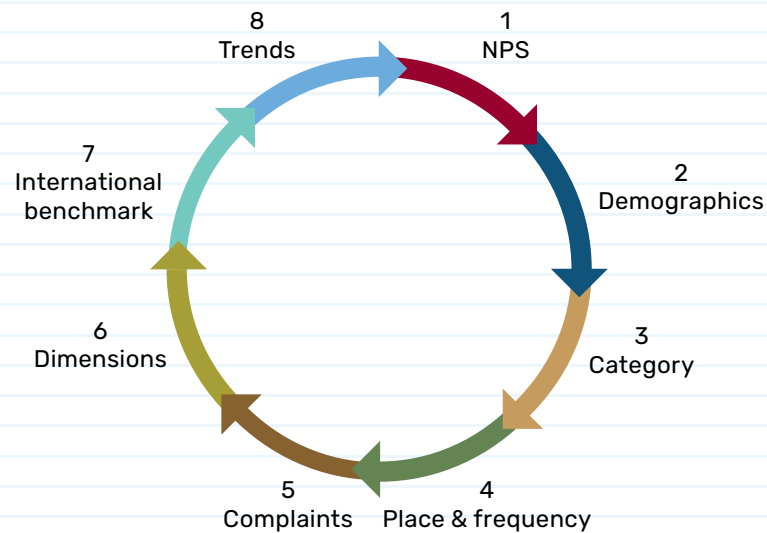 8
Trends
1
NPS
2
Demographics
3
Category
4
Place & frequency
5
Complaints
6
Dimensions
7
International
benchmark